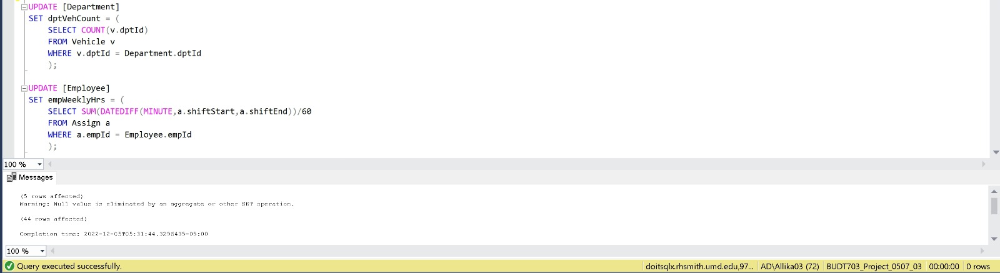 UPDATE [Department]
SET dptVehCount = (
SELECT COUNT(v.dptId)
FROM Vehicle v
WHERE v.dptId = Department.dptId
);
UPDATE [Employee]
SET empWeeklyHrs = (
SELECT SUM(DATEDIFF(MINUTE,a.shiftStart,a.shiftEnd))/60
FROM Assign a
WHERE a.empId = Employee.empId
);
100 %
Messages
(5 rows affected)
Warning: Null value is eliminated by an aggregate or other SET operation.
(44 rows affected)
Completion time: 2022-12-05T05:31:44.3296435-05:00
100 %
Query executed successfully. doitsqlx.rhsmith.umd.edu,97... AD\Allika03 (72) BUDT703_Project_0507_03 00:00:00 0 rows